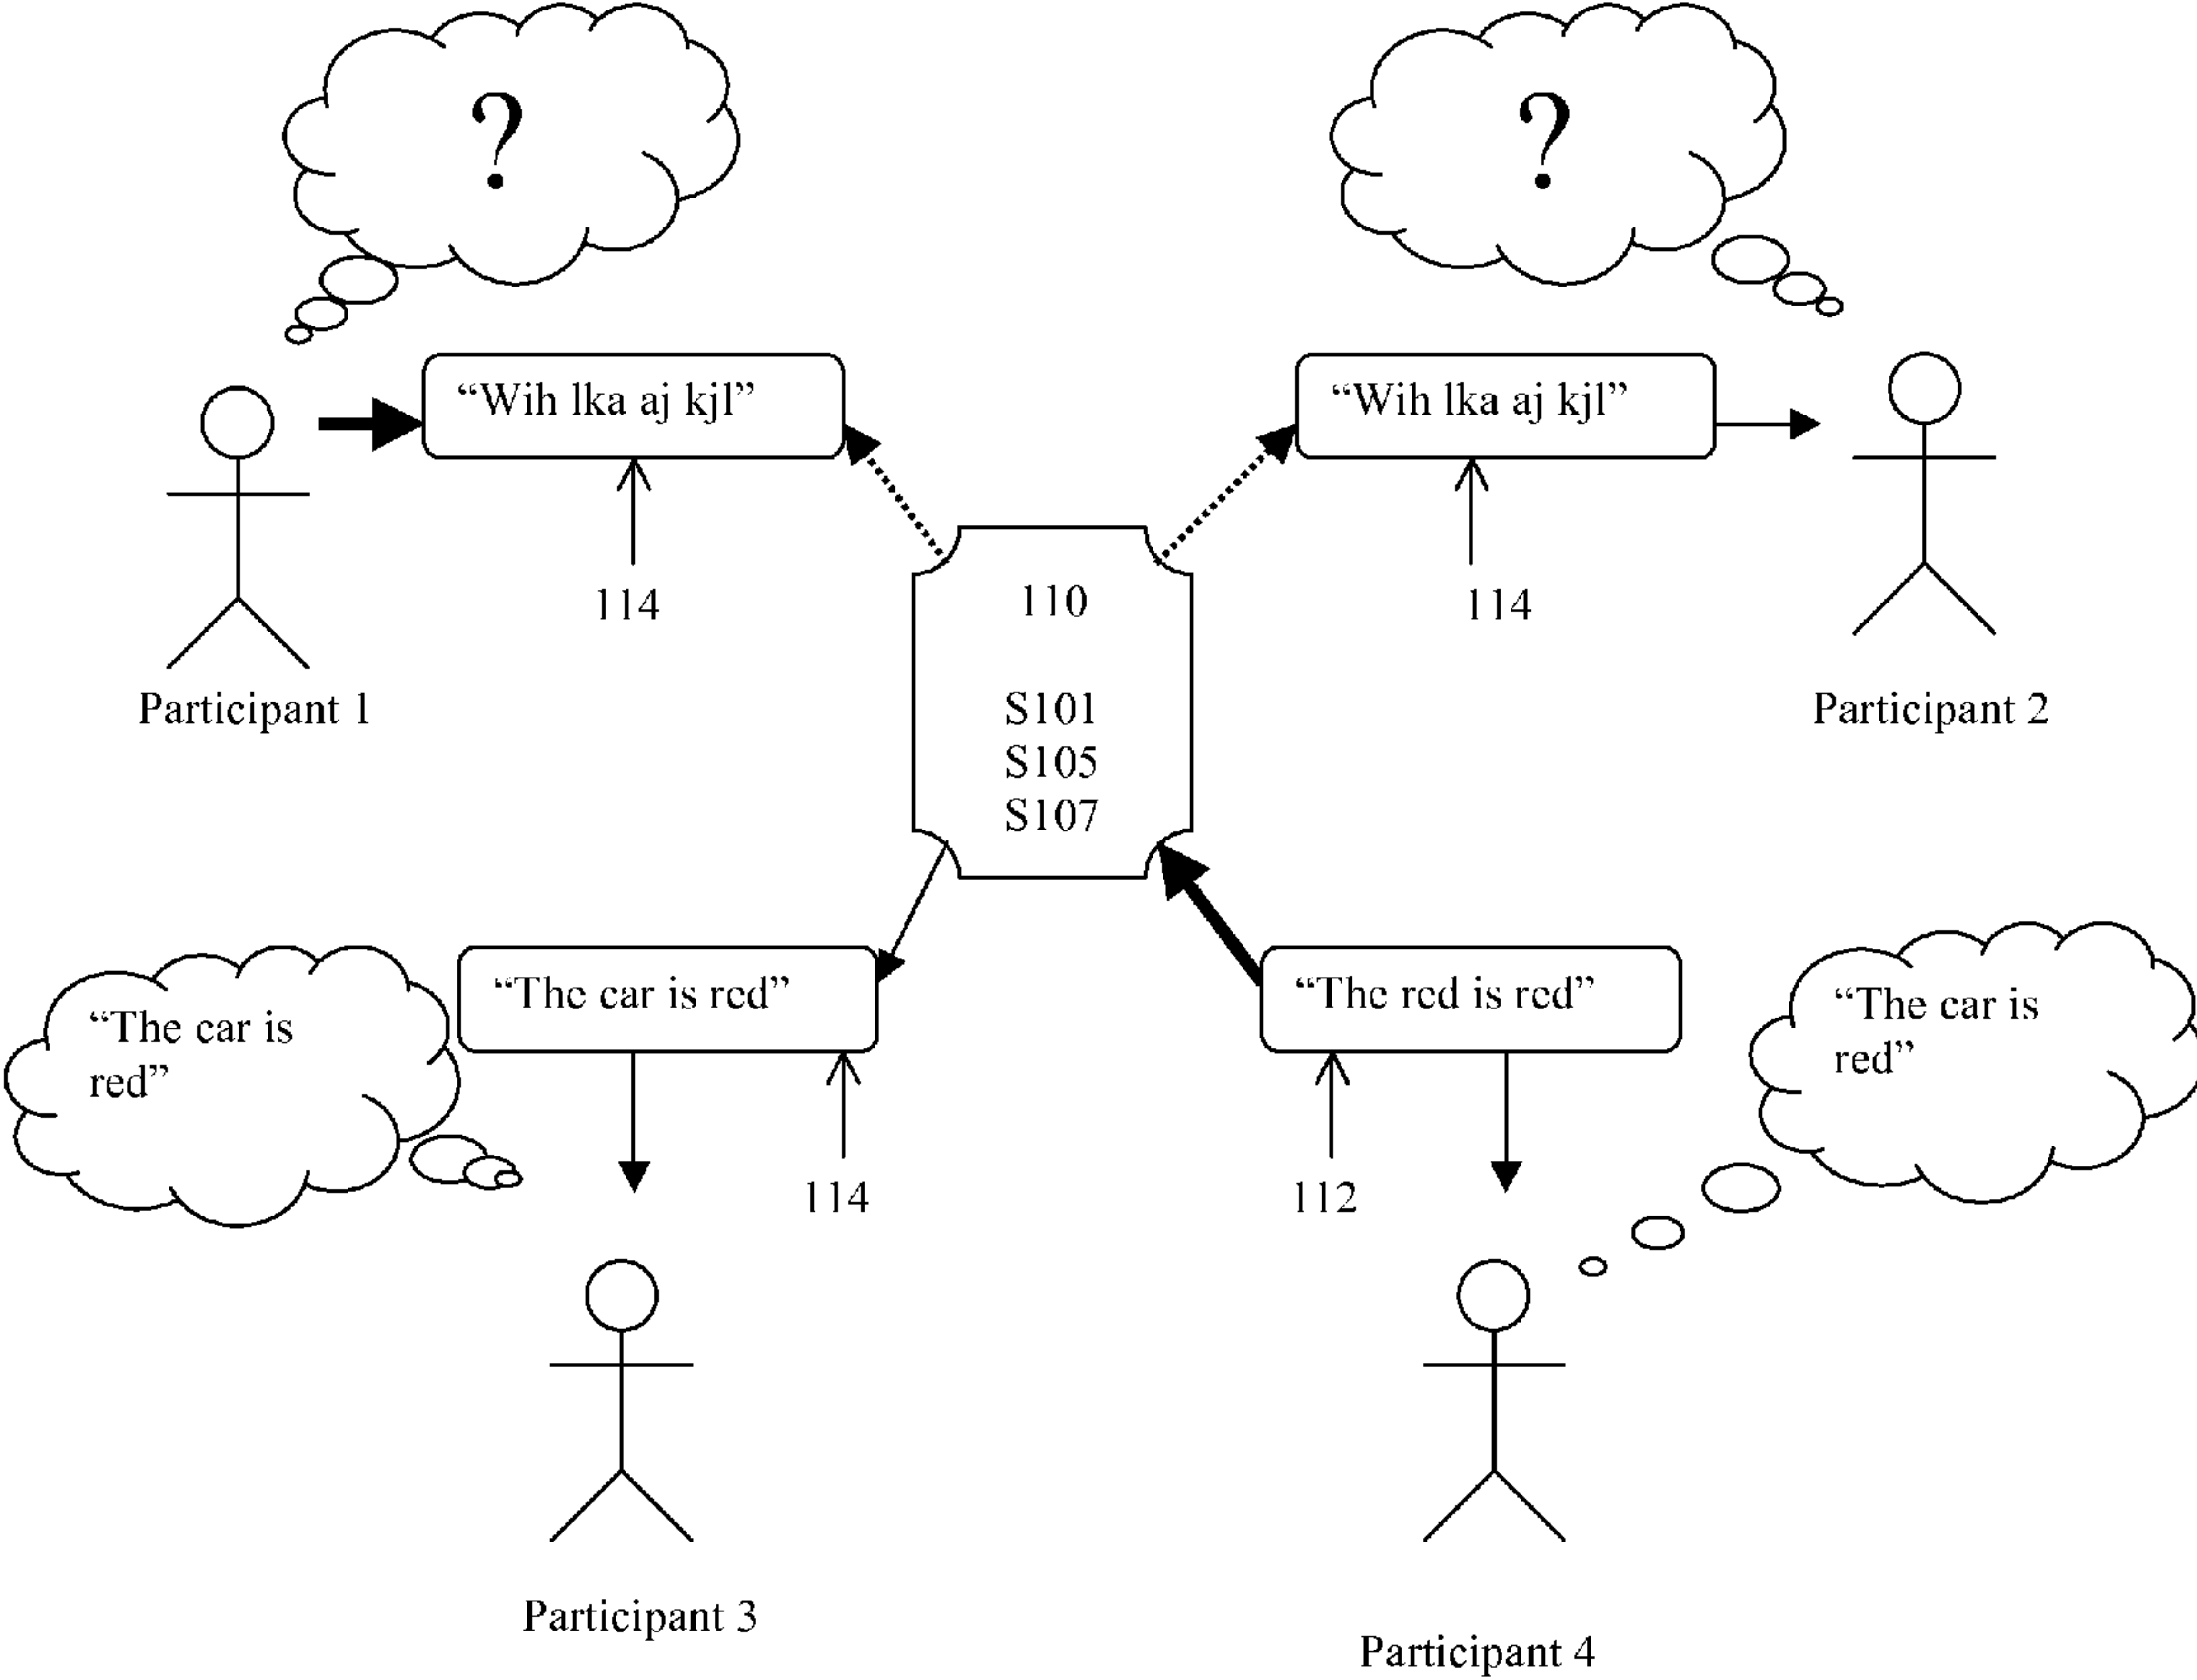 ?
?
“Wih lka aj kjl”
“Wih lka aj kjl”
114
110
114
S101
S105
S107
Participant 1
Participant 2
“The car is
red”
“The car is red”
“The red is red”
“The car is
red”
114
112
Participant 3
Participant 4